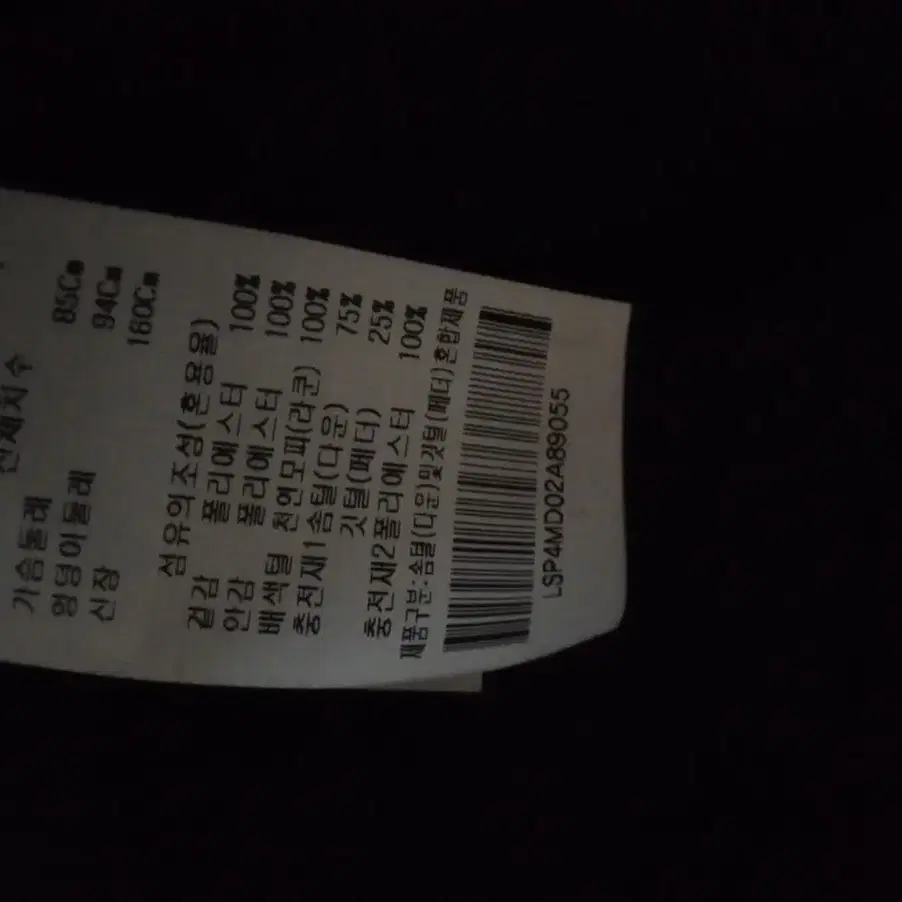 신체치수
가슴둘레 85Cm
엉덩이둘레 94Cm
신장 160Cm
섬유의조성(혼용율)
겉감 폴리에스터 100%
안감 폴리에스터 100%
배색털 천연모피(라쿤) 100%
충전재1솜털(다운) 75%
깃털(페더) 25%
충전재2폴리에스터 100%
제품구분:솜털(다운)및깃털(페더)혼합제품
LSP4MD02A89055